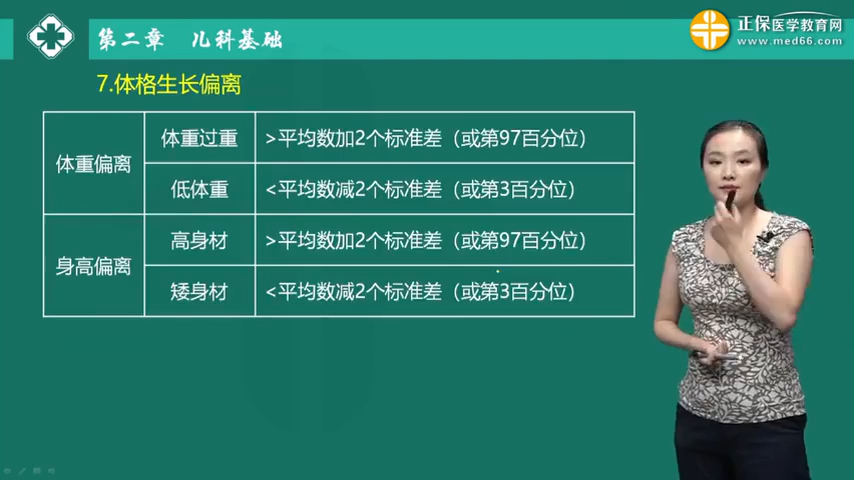 第二章 儿科基础
正保医学教育网
www.med66.com
7.体格生长偏离
体重偏离 体重过重 >平均数加2个标准差（或第97百分位）
低体重 <平均数减2个标准差（或第3百分位）
身高偏离 高身材 >平均数加2个标准差（或第97百分位）
矮身材 <平均数减2个标准差（或第3百分位）